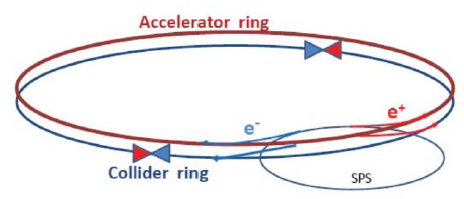 Accelerator ring
e⁺
e⁻
Collider ring
SPS